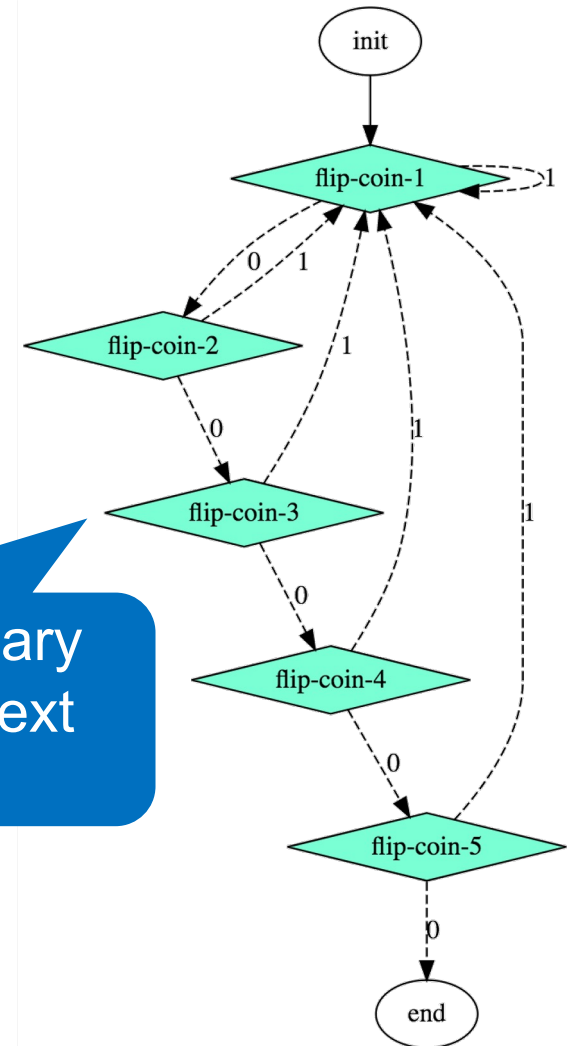 init
flip-coin-1
1
0
1
flip-coin-2
1
0
1
flip-coin-3
1
0
ary
ext
flip-coin-4
0
flip-coin-5
0
end